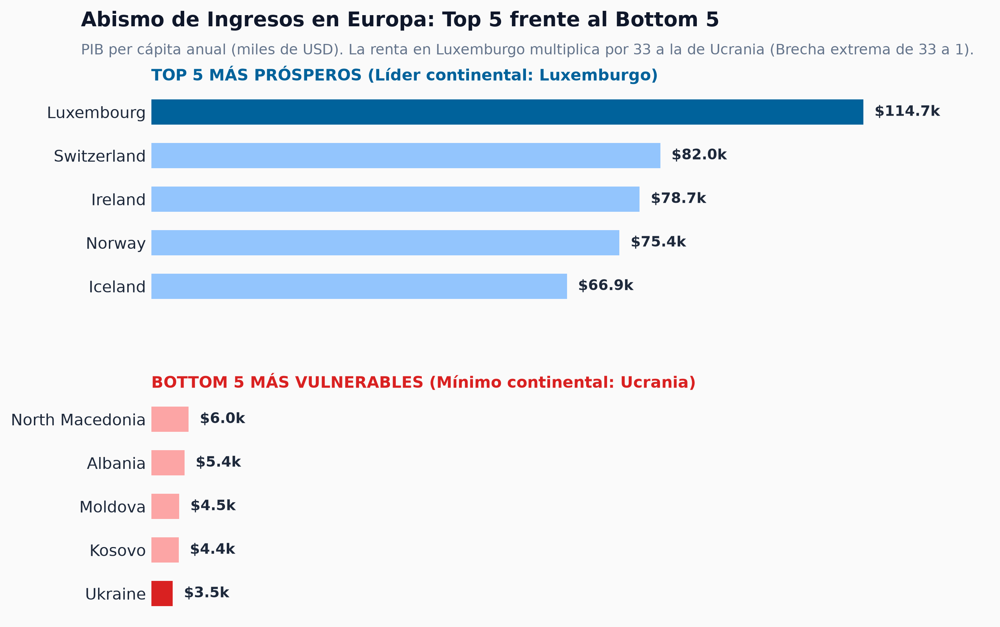 Abismo de Ingresos en Europa: Top 5 frente al Bottom 5
PIB per cápita anual (miles de USD). La renta en Luxemburgo multiplica por 33 a la de Ucrania (Brecha extrema de 33 a 1).
TOP 5 MÁS PRÓSPEROS (Líder continental: Luxemburgo)
Luxembourg $114.7k
Switzerland $82.0k
Ireland $78.7k
Norway $75.4k
Iceland $66.9k
BOTTOM 5 MÁS VULNERABLES (Mínimo continental: Ucrania)
North Macedonia $6.0k
Albania $5.4k
Moldova $4.5k
Kosovo $4.4k
Ukraine $3.5k